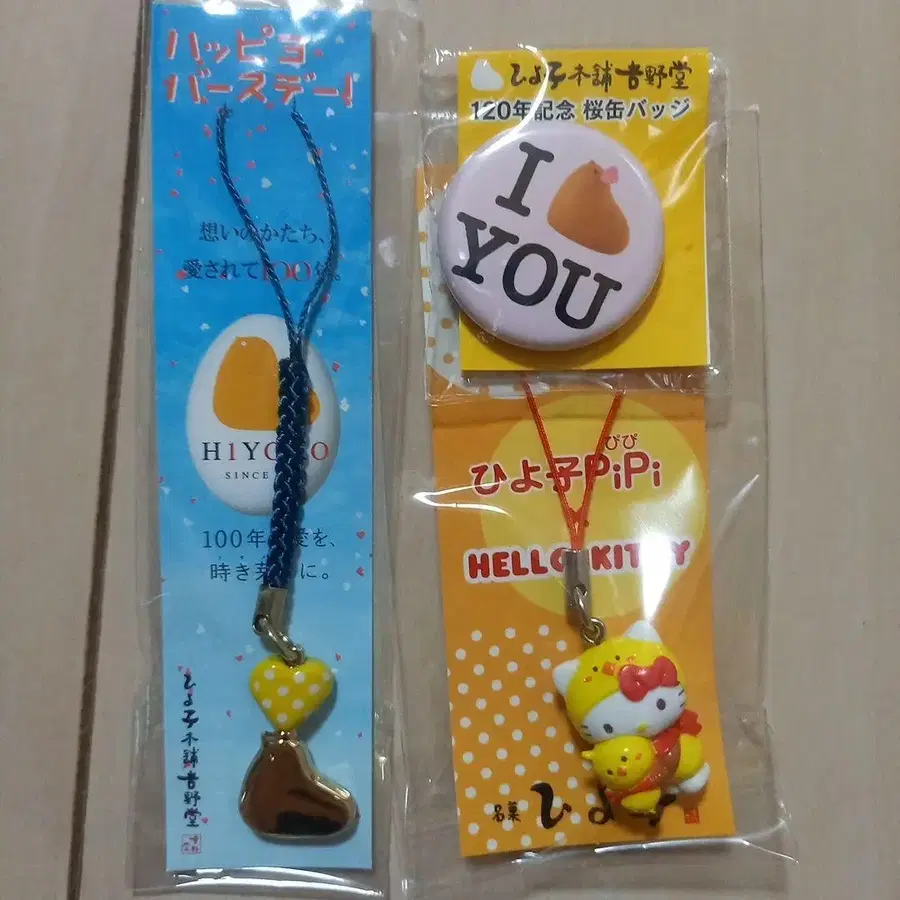 ハッピヨ
バースデー!
想いのかたち、
愛されて100年。
HIYOKO
SINCE
100年の愛を、
時き
に。
ひよ子本舗吉野堂
ひよ子本舗吉野堂
120年記念 桜缶バッジ
I
YOU
ぴぴ
ひよ子PiPi
HELLO KITTY
名菓 ひよ